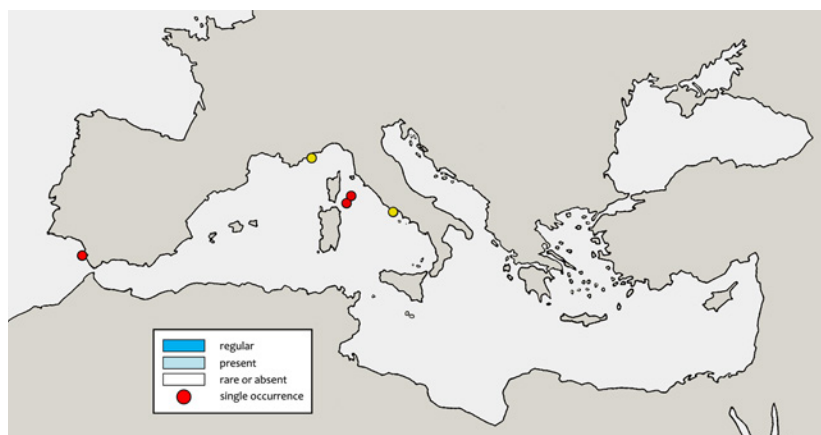 regular
present
rare or absent
single occurrence